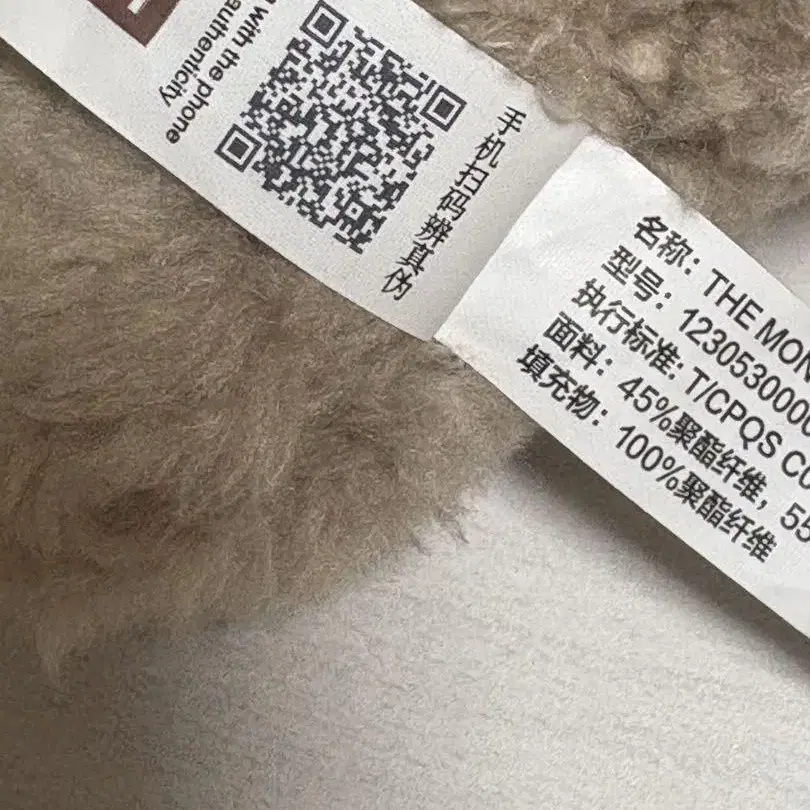 with the phone
authenticity
手机扫码辨真伪
名称: THE MON
型号: 1230530000
执行标准: T/CPQS C0
面料: 45%聚酯纤维, 55
填充物: 100%聚酯纤维